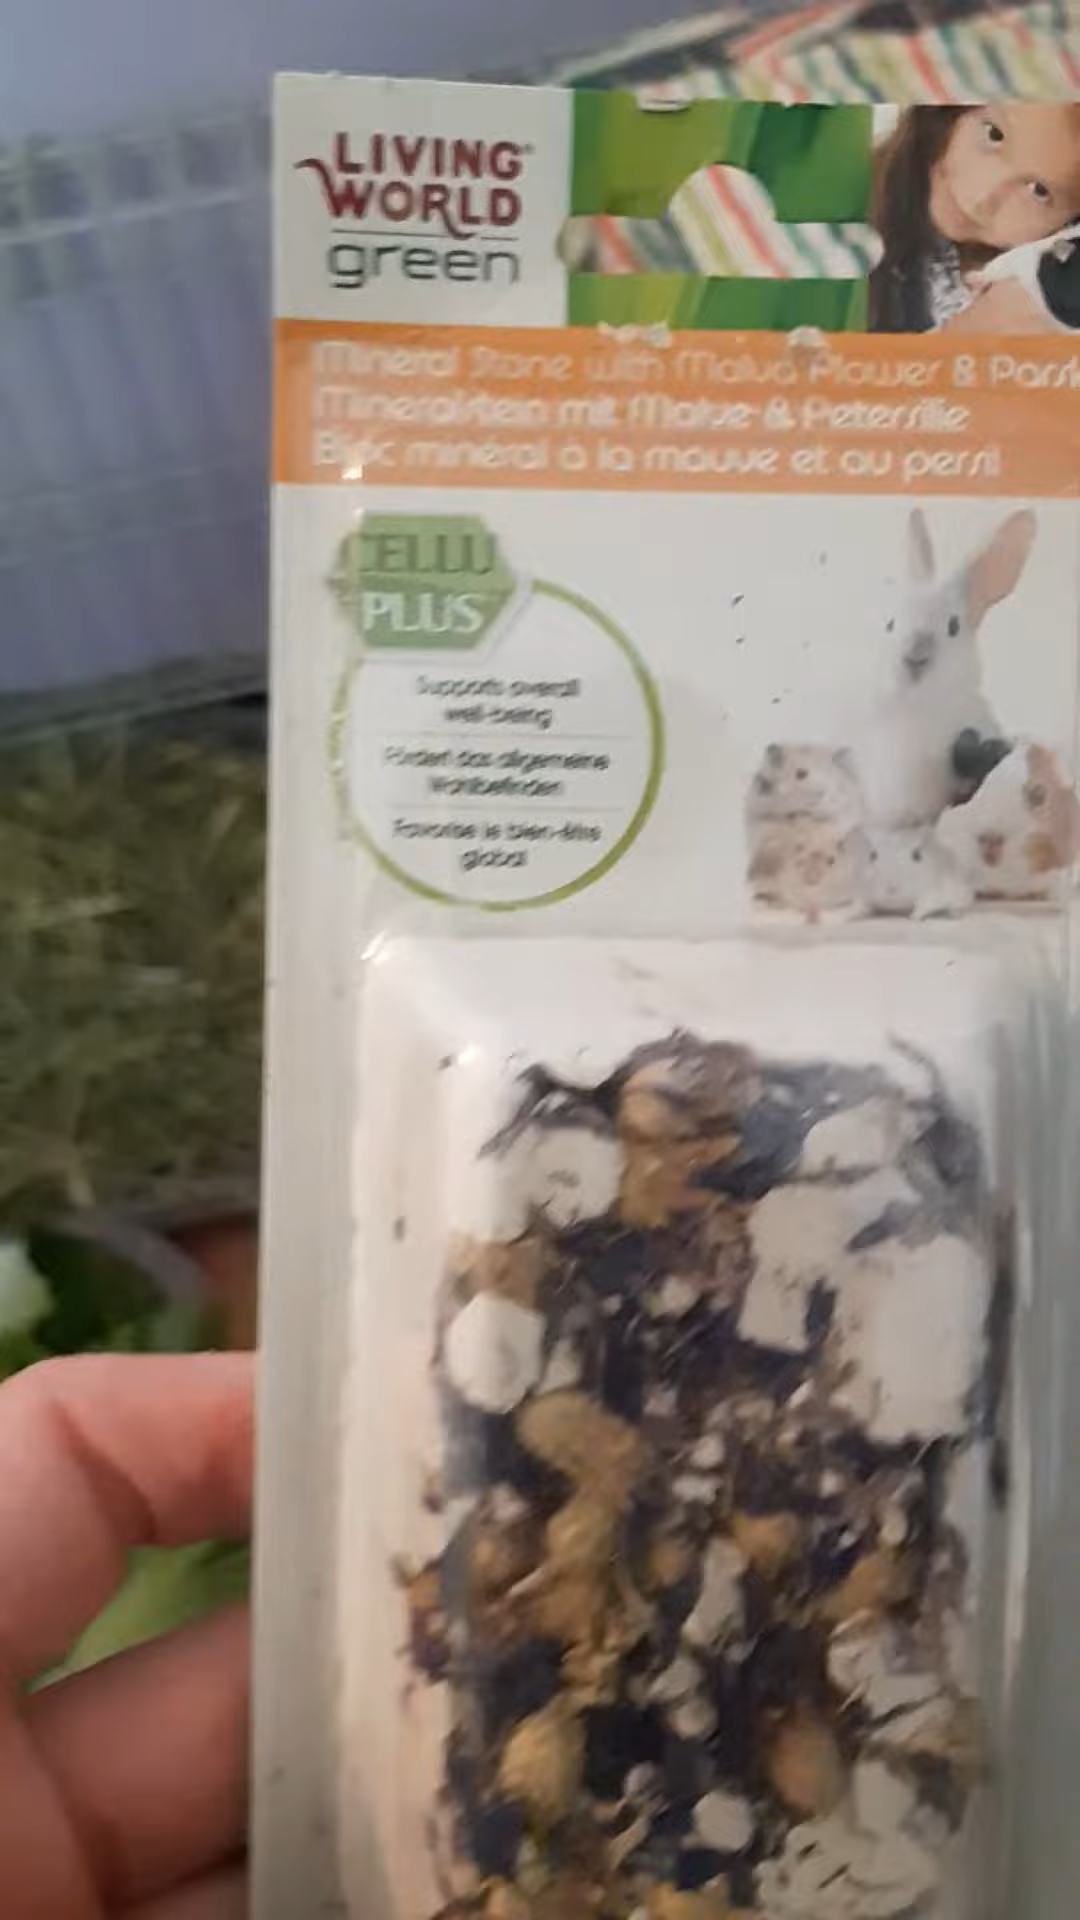 LIVING
WORLD
green
Mineral Stone with Malva Flower & Parsl
Mineralstein mit Malve & Petersilie
Bloc minéral à la mauve et au persil
CELLU
PLUS
Supports overall
well-being
Fördert das allgemeine
Wohlbefinden
Favorise le bien-être
global